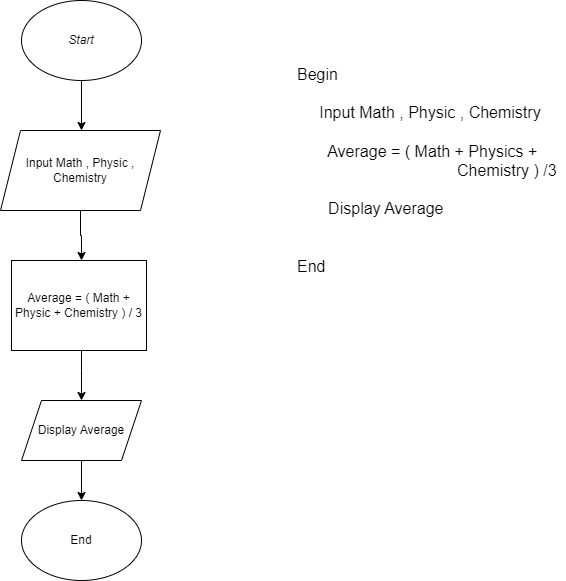 Start
Input Math , Physic ,
Chemistry
Average = ( Math +
Physic + Chemistry ) / 3
Display Average
End
Begin
Input Math , Physic , Chemistry
Average = ( Math + Physics +
Chemistry ) /3
Display Average
End